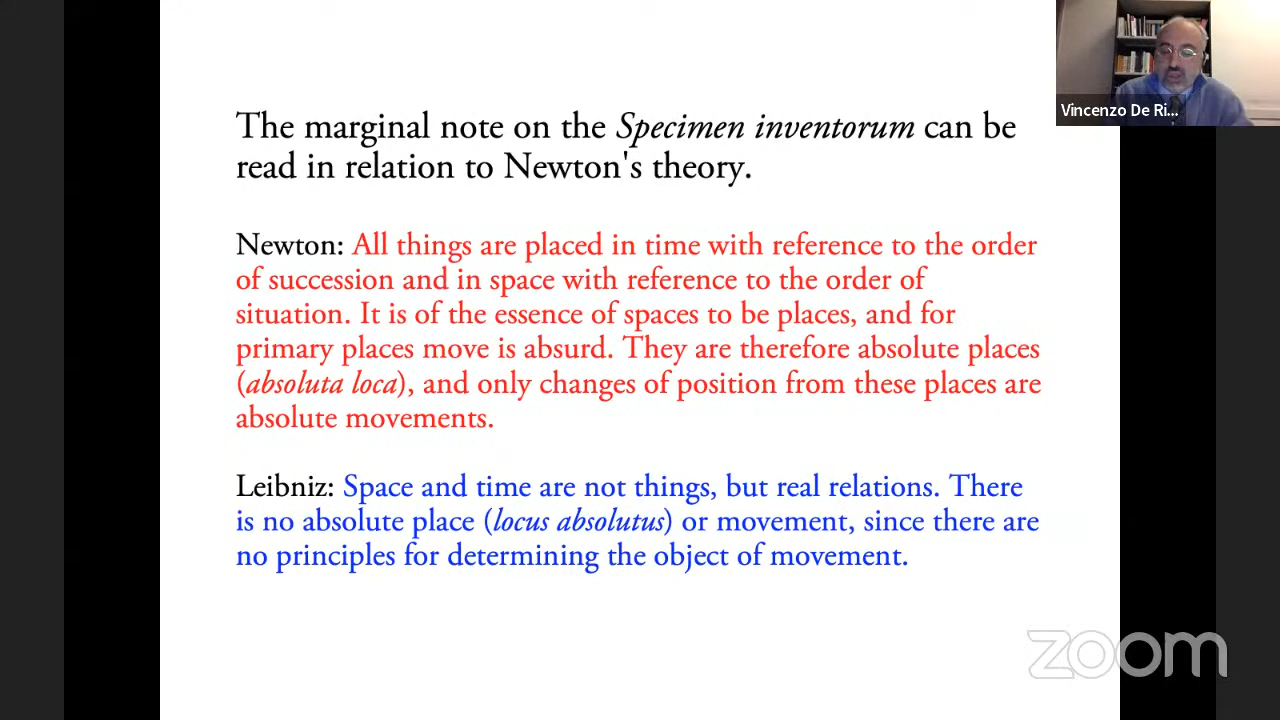 The marginal note on the Specimen inventorum can be
read in relation to Newton's theory.
Newton: All things are placed in time with reference to the order
of succession and in space with reference to the order of
situation. It is of the essence of spaces to be places, and for
primary places move is absurd. They are therefore absolute places
(absoluta loca), and only changes of position from these places are
absolute movements.
Leibniz: Space and time are not things, but real relations. There
is no absolute place (locus absolutus) or movement, since there are
no principles for determining the object of movement.
Vincenzo De Ri...
zoom